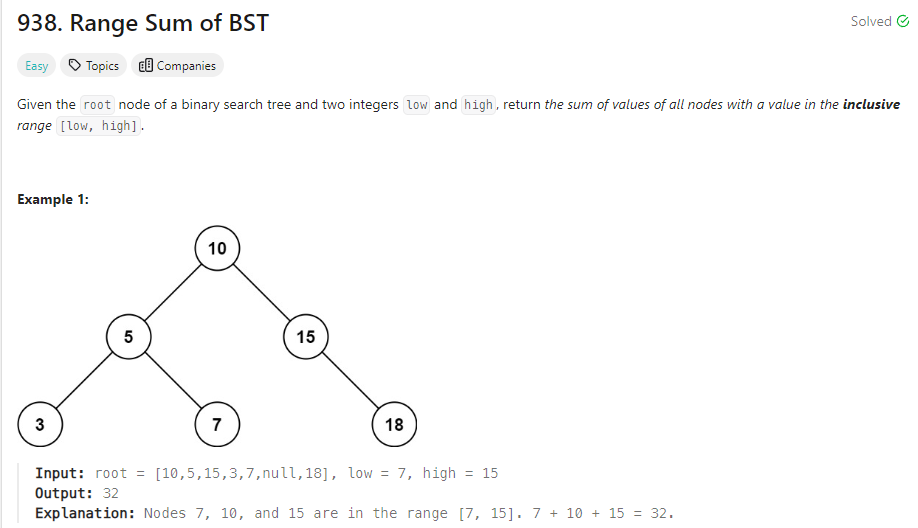 938. Range Sum of BST
Solved
Easy
Topics
Companies
Given the root node of a binary search tree and two integers low and high, return the sum of values of all nodes with a value in the inclusive
range [low, high].
Example 1:
10
5
15
3
7
18
Input: root = [10,5,15,3,7,null,18], low = 7, high = 15
Output: 32
Explanation: Nodes 7, 10, and 15 are in the range [7, 15]. 7 + 10 + 15 = 32.